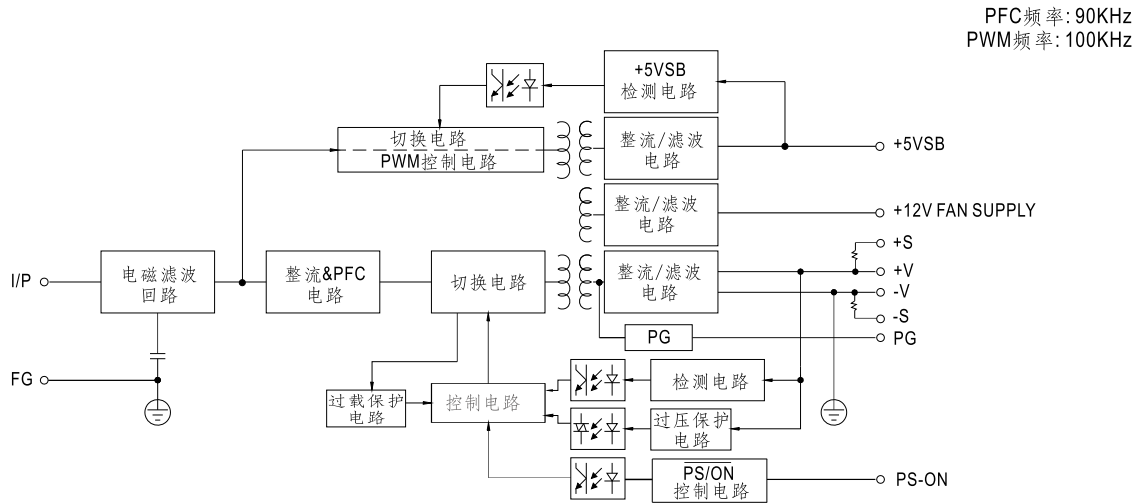 PFC频率: 90KHz
PWM频率: 100KHz
+5VSB
检测电路
切换电路
PWM控制电路
整流/滤波
电路
+5VSB
整流/滤波
电路
+12V FAN SUPPLY
I/P
电磁滤波
回路
整流&PFC
电路
切换电路
整流/滤波
电路
+S
+V
-V
-S
PG
PG
FG
过载保护
电路
控制电路
检测电路
过压保护
电路
PS/ON
控制电路
PS-ON